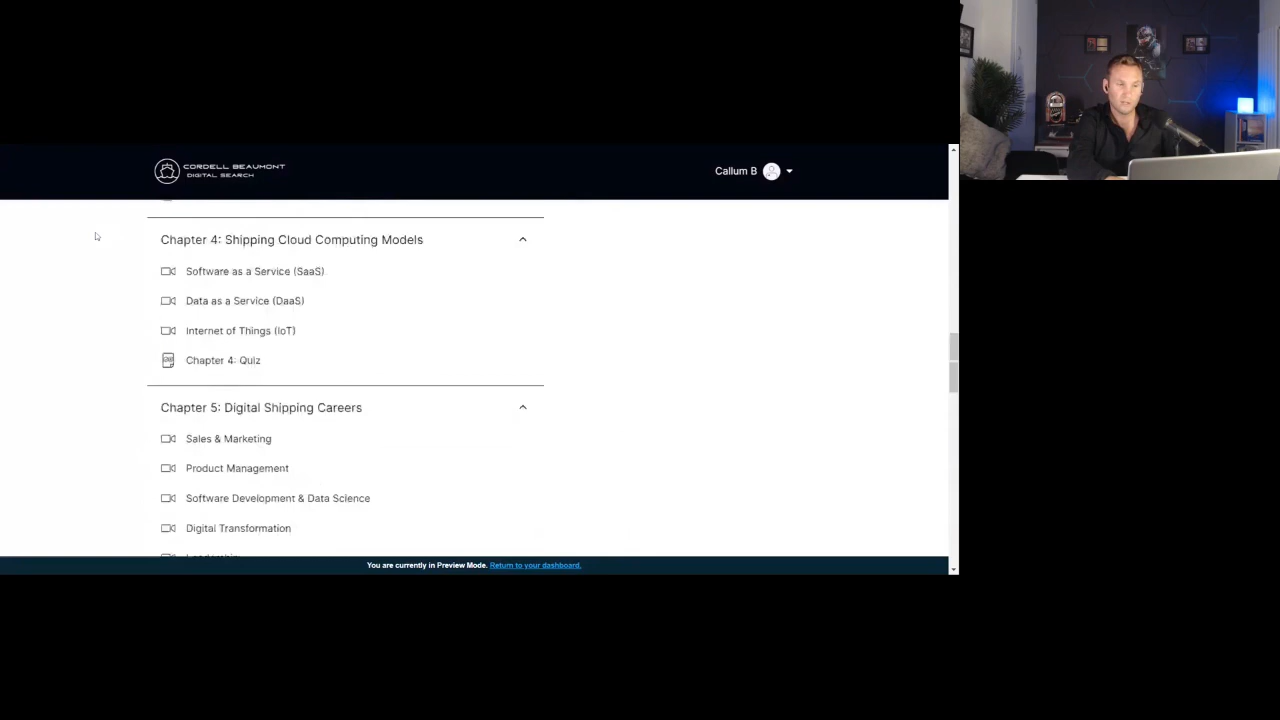 CORDELL BEAUMONT
DIGITAL SEARCH
Callum B
Chapter 4: Shipping Cloud Computing Models
Software as a Service (SaaS)
Data as a Service (DaaS)
Internet of Things (IoT)
Chapter 4: Quiz
Chapter 5: Digital Shipping Careers
Sales & Marketing
Product Management
Software Development & Data Science
Digital Transformation
Leadership
You are currently in Preview Mode. Return to your dashboard.